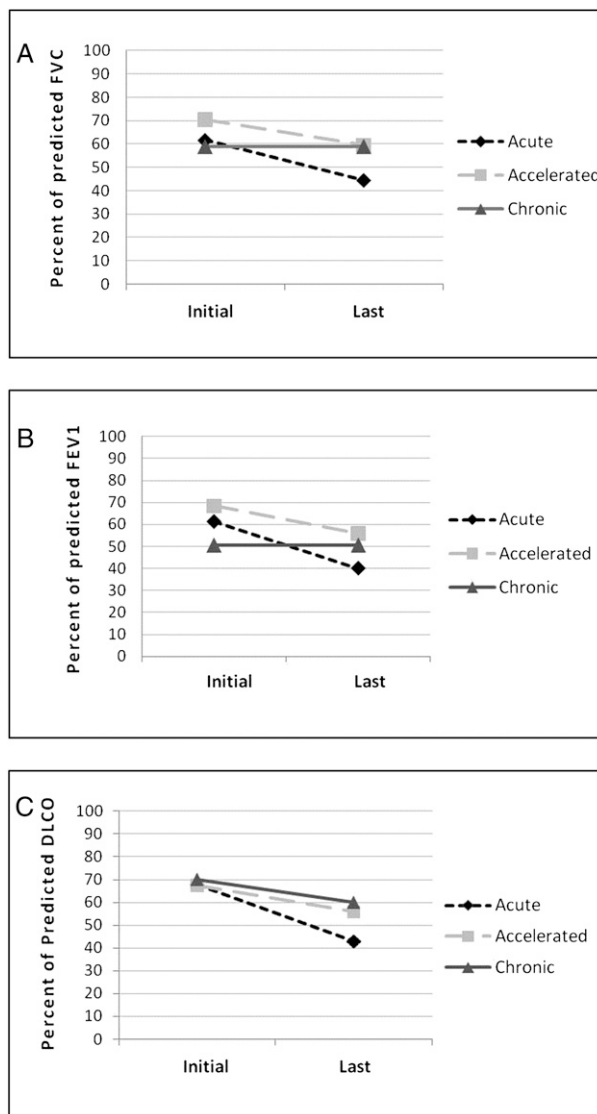 A
Percent of predicted FVC
100
90
80
70
60
50
40
30
20
10
0
Initial Last
Acute
Accelerated
Chronic
B
Percent of predicted FEV1
100
90
80
70
60
50
40
30
20
10
0
Initial Last
Acute
Accelerated
Chronic
C
Percent of Predicted DLCO
100
90
80
70
60
50
40
30
20
10
0
Initial Last
Acute
Accelerated
Chronic